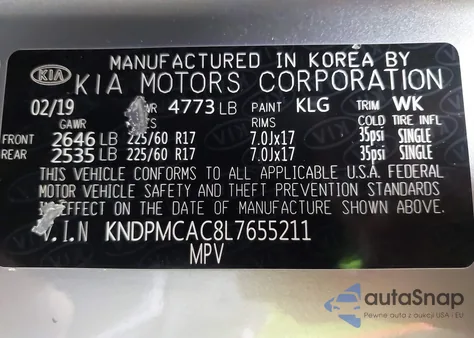 KIA
MANUFACTURED IN KOREA BY
KIA MOTORS CORPORATION
02/19 4773 LB PAINT KLG TRIM WK
GAWR TIRES RIMS COLD TIRE INFL
FRONT 2646 LB 225/60 R17 7.0Jx17 35psi SINGLE
REAR 2535 LB 225/60 R17 7.0Jx17 35psi SINGLE
THIS VEHICLE CONFORMS TO ALL APPLICABLE U.S.A. FEDERAL
MOTOR VEHICLE SAFETY AND THEFT PREVENTION STANDARDS
IN EFFECT ON THE DATE OF MANUFACTURE SHOWN ABOVE.
V.I.N KNDPMCAC8L7655211
MPV
autoSnap
Pewne auta z aukcji USA i EU